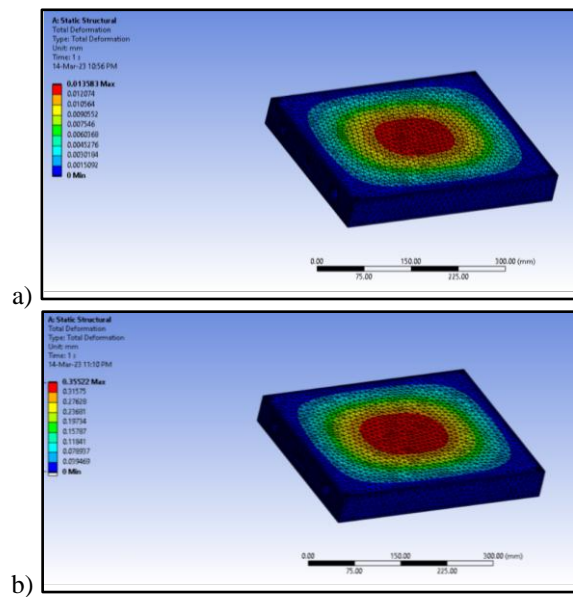 A: Static Structural
Total Deformation
Type: Total Deformation
Unit: mm
Time: 1 s
14-Mar-23 10:56 PM
0.013583 Max
0.012074
0.010564
0.0090552
0.007546
0.0060368
0.0045276
0.0030184
0.0015092
0 Min
0.00 150.00 300.00 (mm)
75.00 225.00
a)
A: Static Structural
Total Deformation
Type: Total Deformation
Unit: mm
Time: 1 s
14-Mar-23 11:10 PM
0.35522 Max
0.31575
0.27628
0.23681
0.19734
0.15787
0.11841
0.078937
0.039469
0 Min
0.00 150.00 300.00 (mm)
75.00 225.00
b)